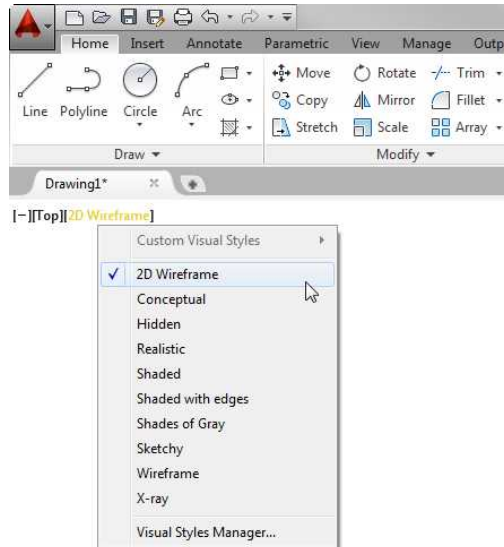 Home Insert Annotate Parametric View Manage Outp
Move Rotate Trim
Copy Mirror Fillet
Line Polyline Circle Arc
Stretch Scale Array
Draw Modify
Drawing1*
[−][Top][2D Wireframe]
Custom Visual Styles
2D Wireframe
Conceptual
Hidden
Realistic
Shaded
Shaded with edges
Shades of Gray
Sketchy
Wireframe
X-ray
Visual Styles Manager...